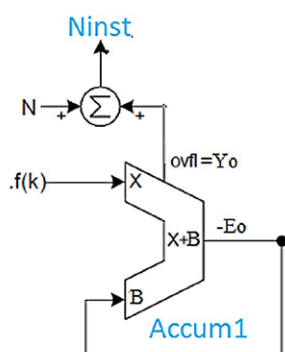 Ninst
N + Σ +
ovfl=Yo
.f(k) X
X+B -Eo
B
Accum1